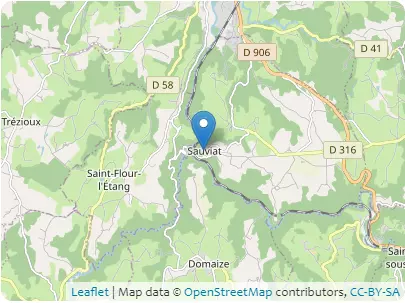 D 906
D 41
D 58
Trézioux
Sauviat
D 316
Saint-Flour-
l'Étang
Domaize
Sain
sous
Leaflet | Map data © OpenStreetMap contributors, CC-BY-SA